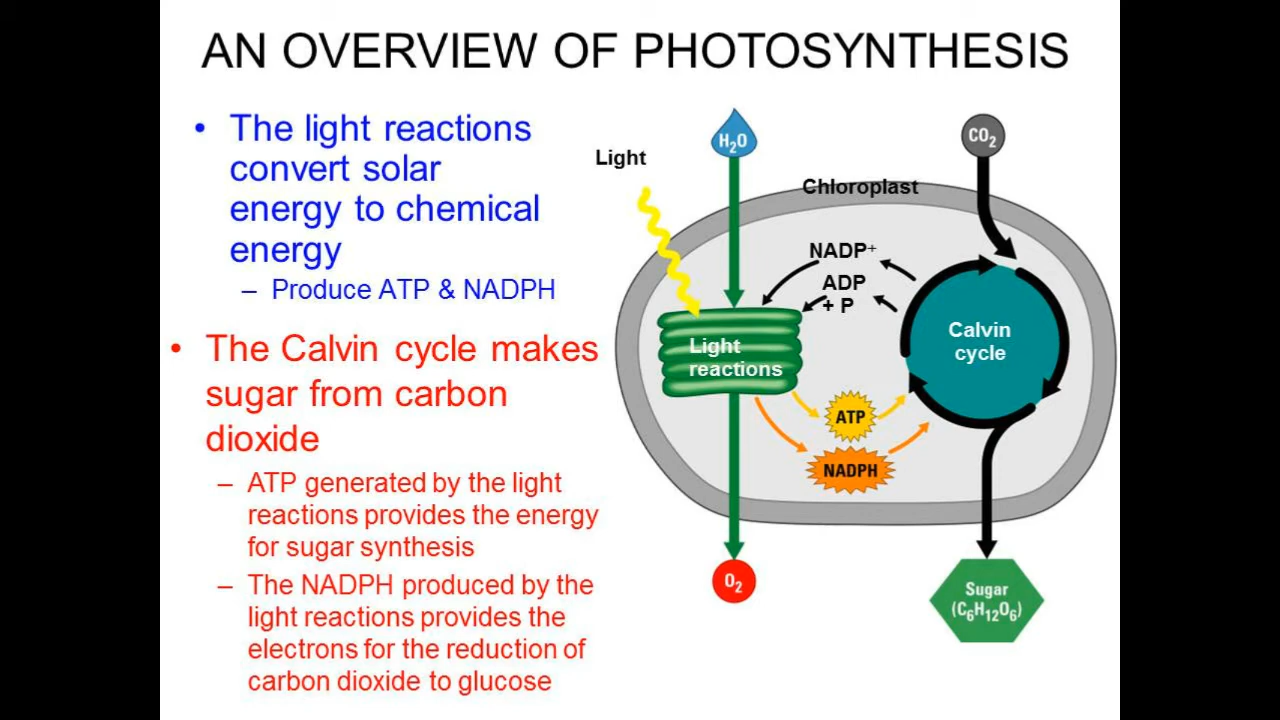 AN OVERVIEW OF PHOTOSYNTHESIS
• The light reactions
convert solar
energy to chemical
energy
– Produce ATP & NADPH
• The Calvin cycle makes
sugar from carbon
dioxide
– ATP generated by the light
reactions provides the energy
for sugar synthesis
– The NADPH produced by the
light reactions provides the
electrons for the reduction of
carbon dioxide to glucose
Light
H₂O
CO₂
Chloroplast
NADP⁺
ADP
+ P
Light
reactions
Calvin
cycle
ATP
NADPH
O₂
Sugar
(C₆H₁₂O₆)